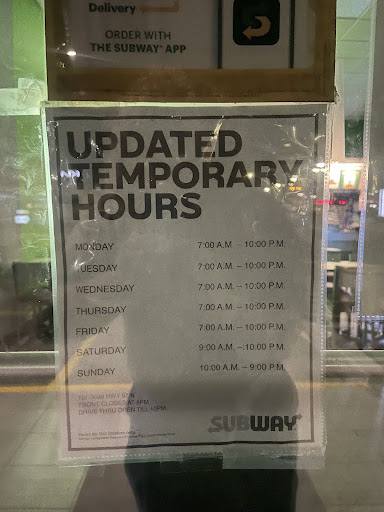 Delivery
ORDER WITH
THE SUBWAY® APP
UPDATED
TEMPORARY
HOURS
MONDAY 7:00 A.M. – 10:00 P.M.
TUESDAY 7:00 A.M. – 10:00 P.M.
WEDNESDAY 7:00 A.M. – 10:00 P.M.
THURSDAY 7:00 A.M. – 10:00 P.M.
FRIDAY 7:00 A.M. – 10:00 P.M.
SATURDAY 9:00 A.M. – 10:00 P.M.
SUNDAY 10:00 A.M. – 9:00 P.M.
HWY 97 N
FRONT CLOSES AT 8PM
DRIVE THRU OPEN TILL 10PM
SUBWAY